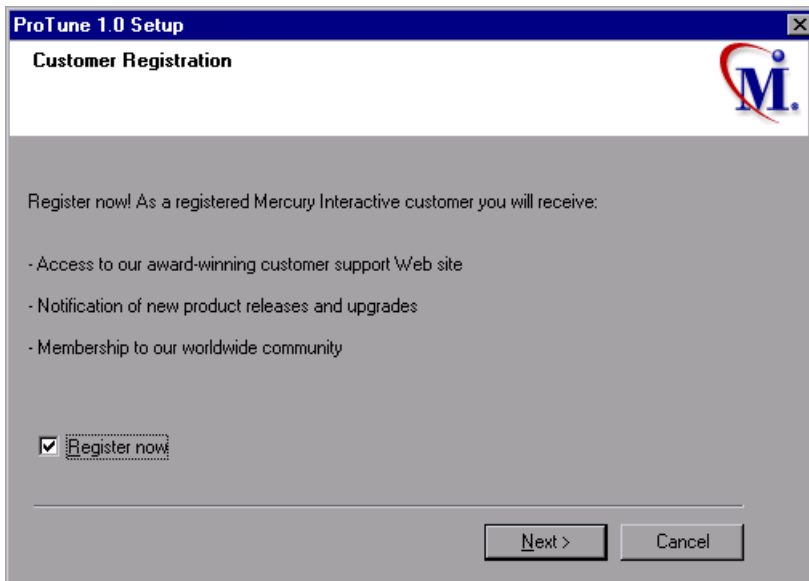 ProTune 1.0 Setup
Customer Registration
M.
Register now! As a registered Mercury Interactive customer you will receive:
- Access to our award-winning customer support Web site
- Notification of new product releases and upgrades
- Membership to our worldwide community
Register now
Next >
Cancel